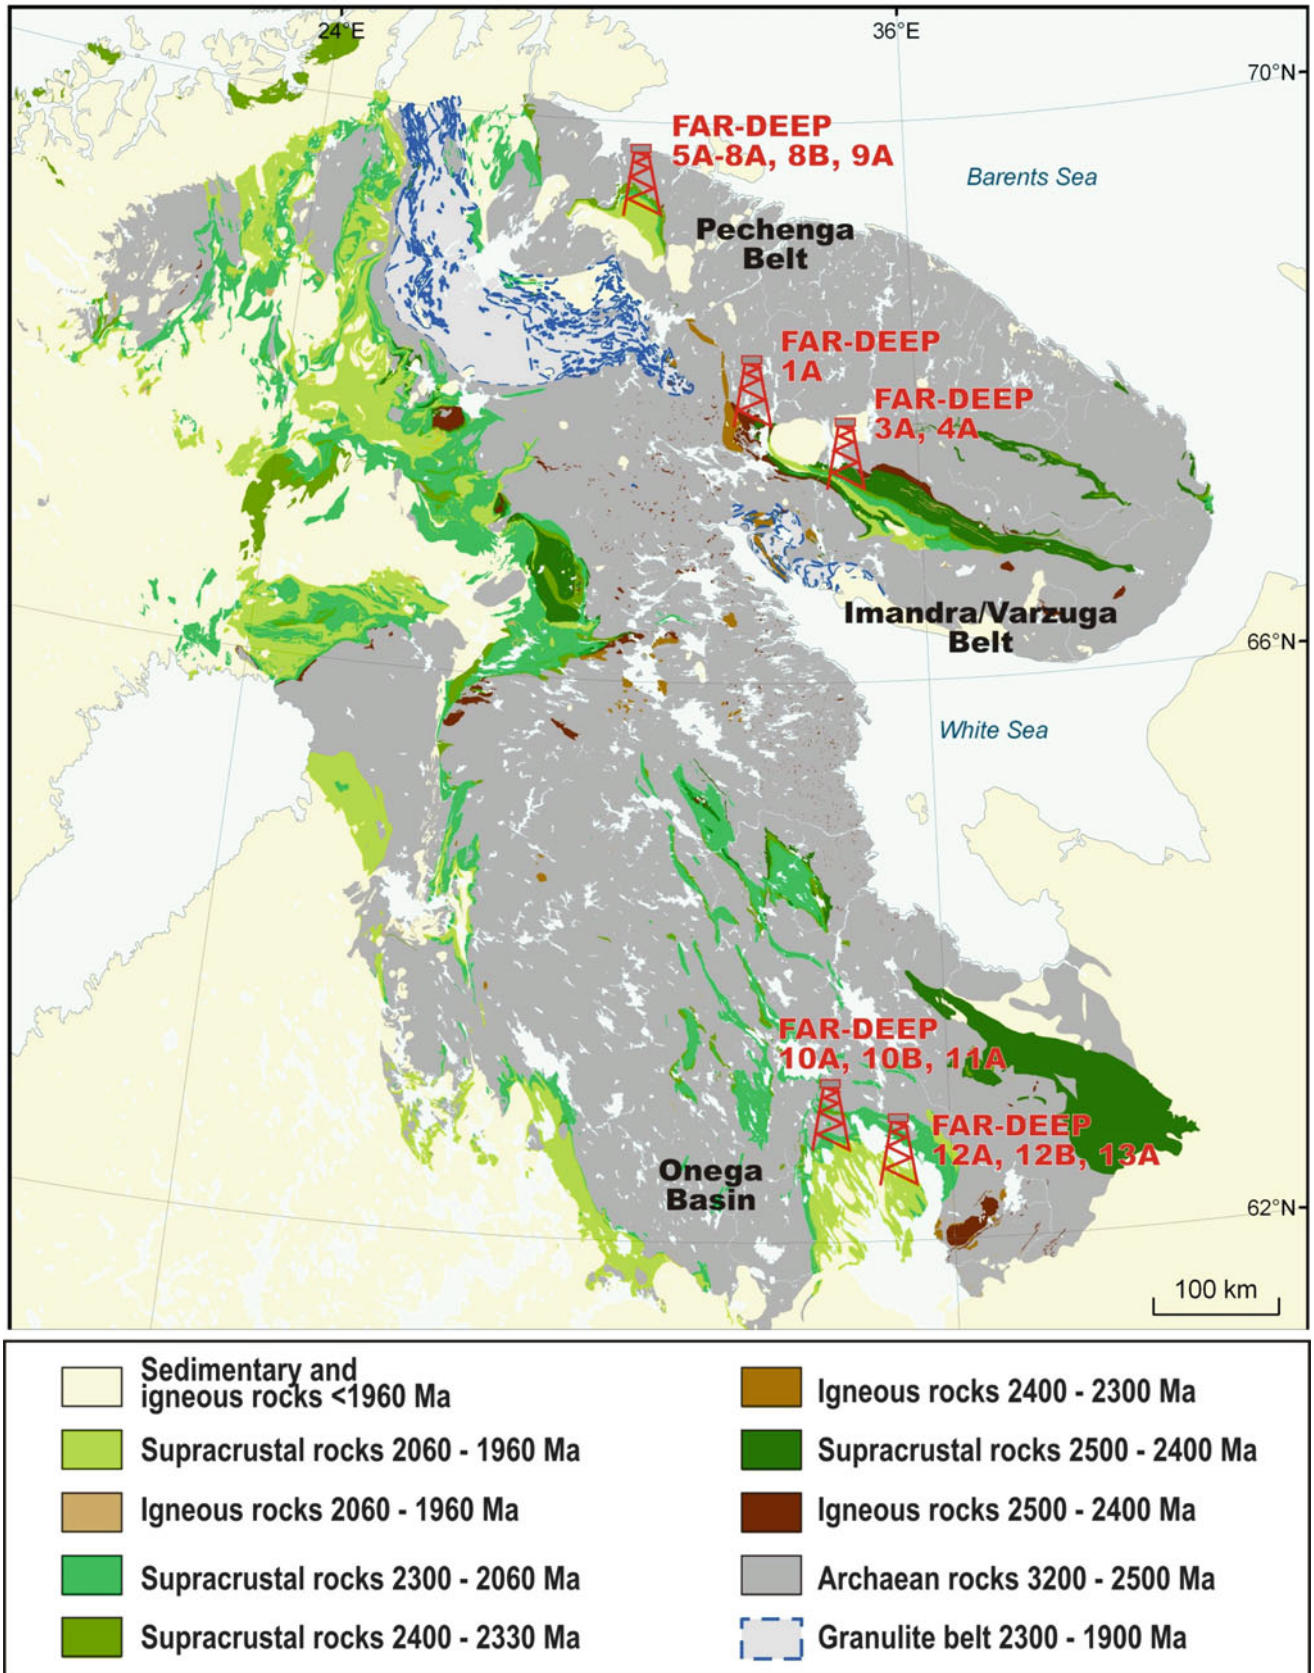 24°E
36°E
70°N
FAR-DEEP
5A-8A, 8B, 9A
Barents Sea
Pechenga
Belt
FAR-DEEP
1A
FAR-DEEP
3A, 4A
Imandra/Varzuga
Belt
66°N
White Sea
FAR-DEEP
10A, 10B, 11A
FAR-DEEP
12A, 12B, 13A
Onega
Basin
62°N
100 km
Sedimentary and
igneous rocks <1960 Ma
Supracrustal rocks 2060 - 1960 Ma
Igneous rocks 2060 - 1960 Ma
Supracrustal rocks 2300 - 2060 Ma
Supracrustal rocks 2400 - 2330 Ma
Igneous rocks 2400 - 2300 Ma
Supracrustal rocks 2500 - 2400 Ma
Igneous rocks 2500 - 2400 Ma
Archaean rocks 3200 - 2500 Ma
Granulite belt 2300 - 1900 Ma